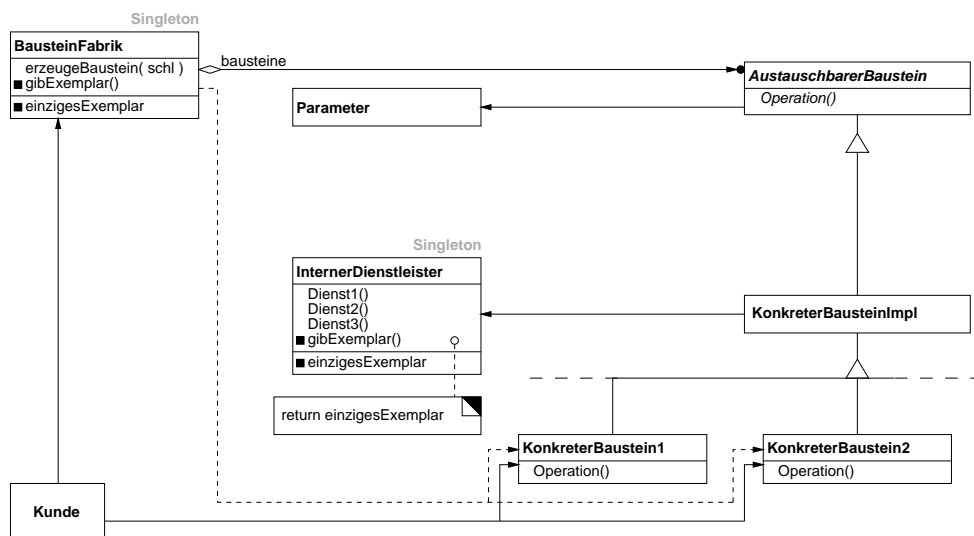 Singleton
BausteinFabrik
erzeugeBaustein( schl )
gibExemplar()
einzigesExemplar
bausteine
AustauschbarerBaustein
Operation()
Parameter
Singleton
InternerDienstleister
Dienst1()
Dienst2()
Dienst3()
gibExemplar()
einzigesExemplar
KonkreterBausteinImpl
return einzigesExemplar
KonkreterBaustein1
Operation()
KonkreterBaustein2
Operation()
Kunde